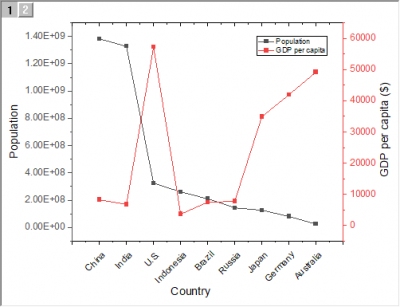 1 2
Population
GDP per capita
1.40E+09
1.20E+09
1.00E+09
8.00E+08
6.00E+08
4.00E+08
2.00E+08
0.00E+00
Population
60000
50000
40000
30000
20000
10000
0
GDP per capita ($)
China
India
U.S
Indonesia
Brazil
Russia
Japan
Germany
Australia
Country